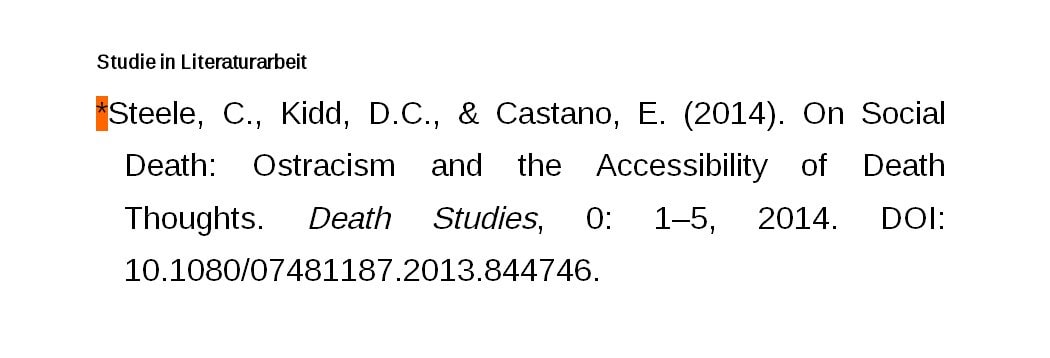 Studie in Literaturarbeit
*Steele, C., Kidd, D.C., & Castano, E. (2014). On Social
Death: Ostracism and the Accessibility of Death
Thoughts. Death Studies, 0: 1–5, 2014. DOI:
10.1080/07481187.2013.844746.